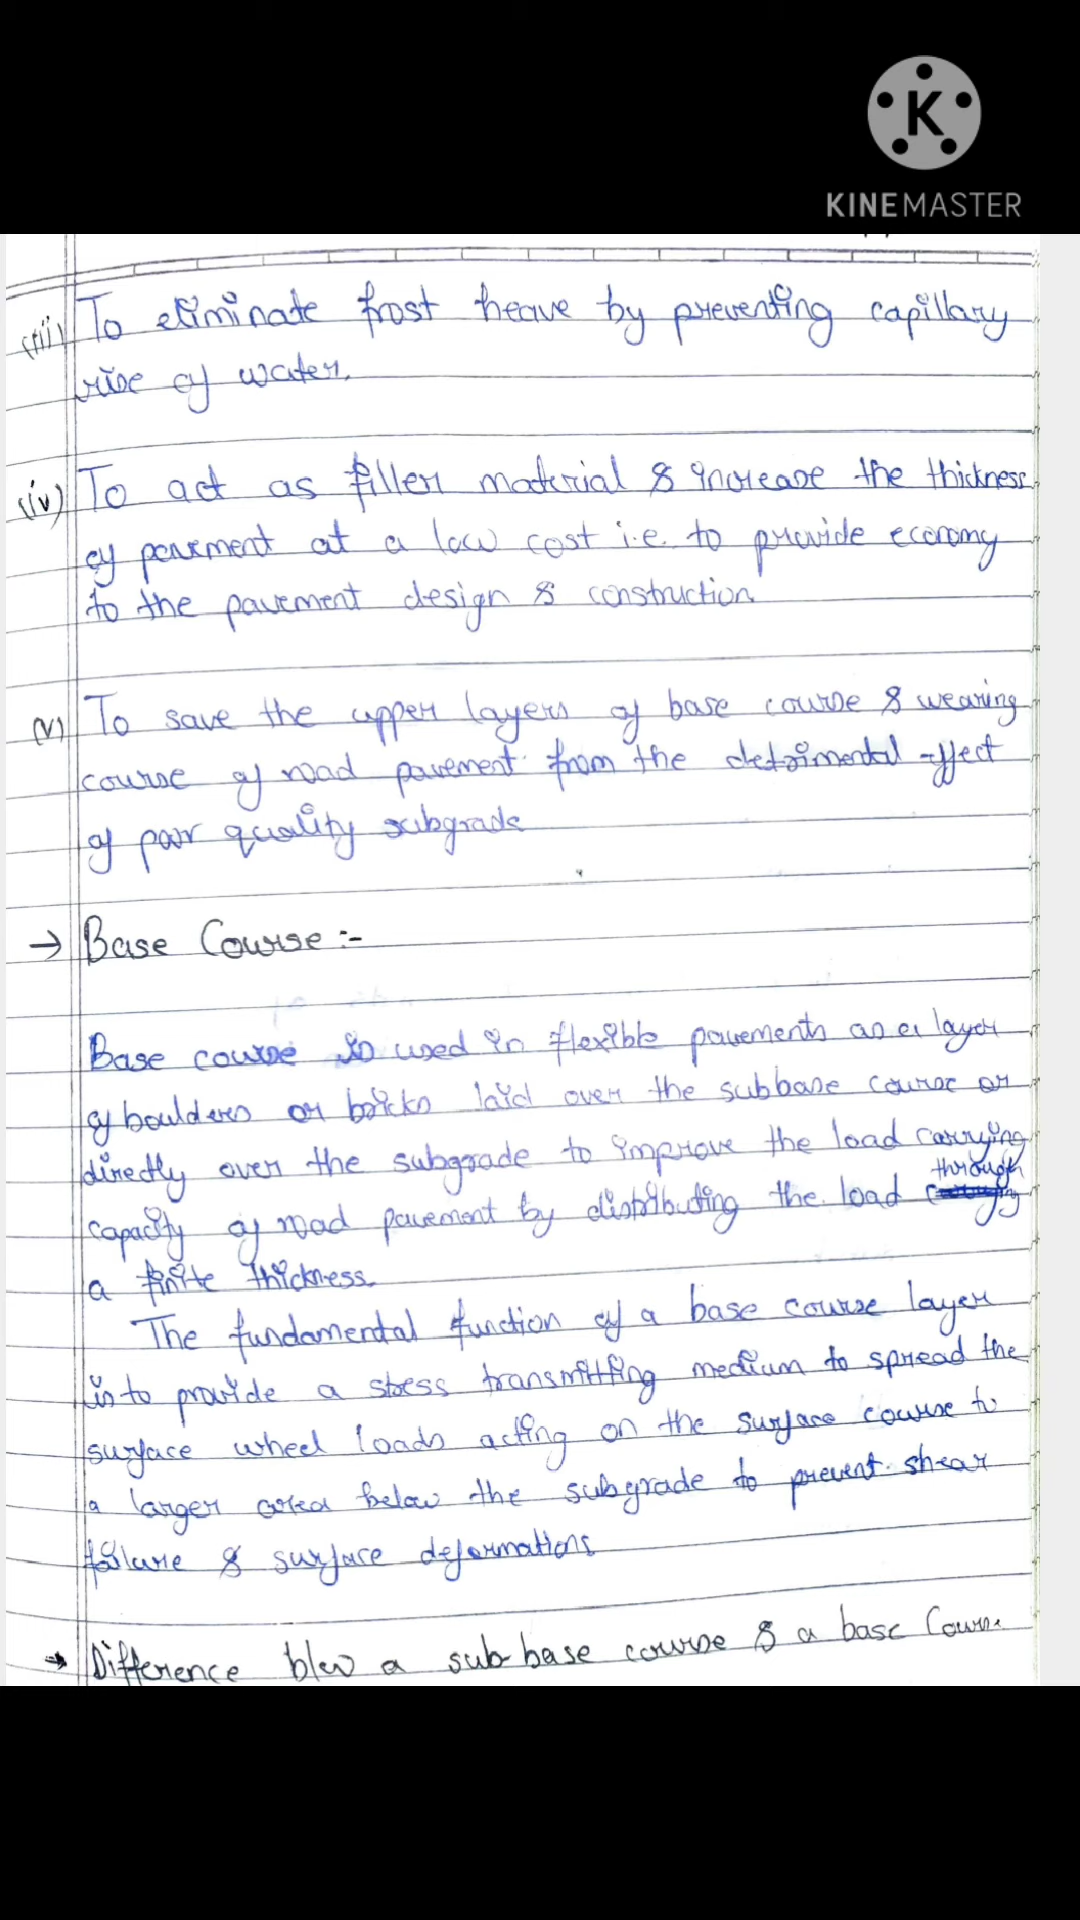 K
KINEMASTER
(iii) To eliminate frost heave by preventing capillary
rise of water.
(iv) To act as filler material & increase the thickness
of pavement at a low cost i.e. to provide economy
to the pavement design & construction
(v) To save the upper layers of base course & wearing
course of road pavement from the detrimental effect
of poor quality subgrade
→ Base Course :-
Base course is used in flexible pavements as a layer
of boulders or bricks laid over the subbase course or
directly over the subgrade to improve the load carrying
through
capacity of road pavement by distributing the load
a finite thickness.
The fundamental function of a base course layer
is to provide a stress transmitting medium to spread the
surface wheel loads acting on the surface course to
a larger area below the subgrade to prevent shear
failure & surface deformations
→ Difference b/w a sub-base course & a base Course